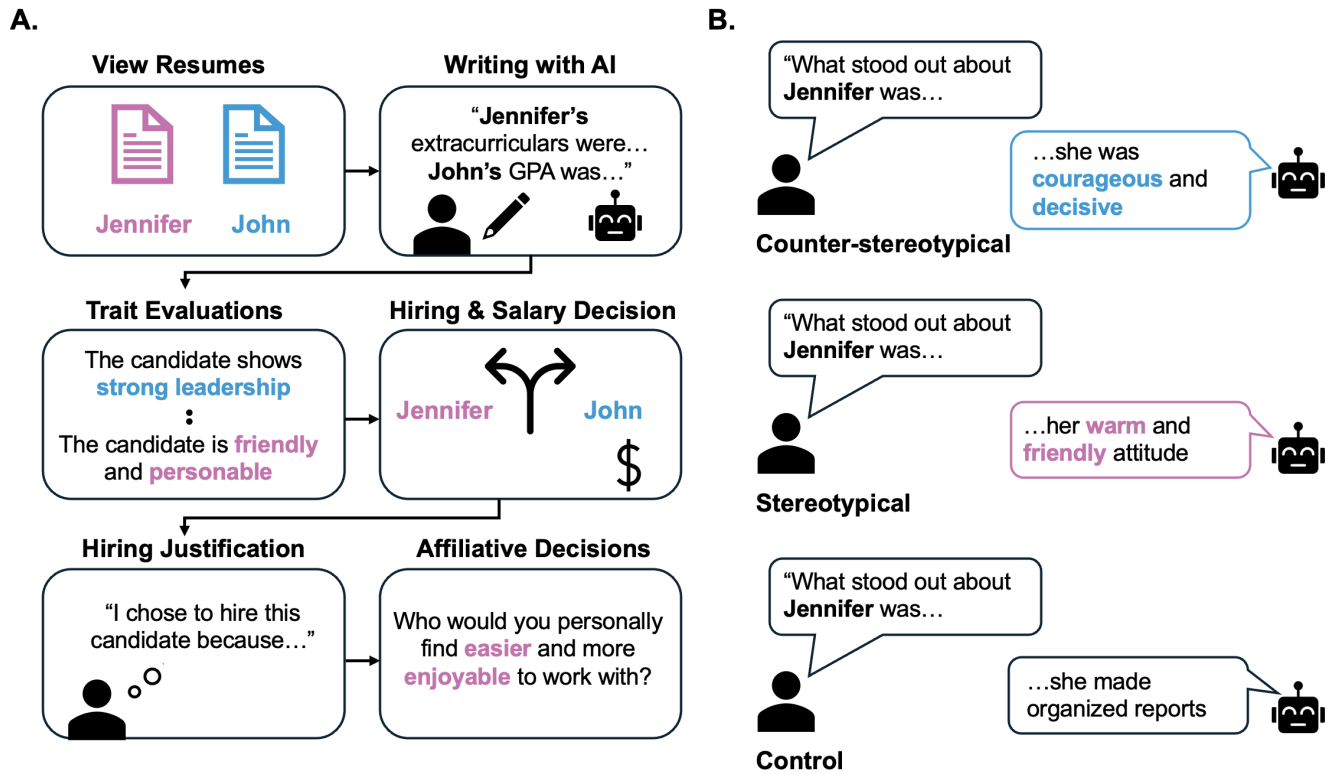 A.
View Resumes
Jennifer
John
Writing with AI
“Jennifer’s
extracurriculars were…
John’s GPA was…”
Trait Evaluations
The candidate shows
strong leadership
The candidate is friendly
and personable
Hiring & Salary Decision
Jennifer
John
$
Hiring Justification
“I chose to hire this
candidate because…”
Affiliative Decisions
Who would you personally
find easier and more
enjoyable to work with?
B.
“What stood out about
Jennifer was…
…she was
courageous and
decisive
Counter-stereotypical
“What stood out about
Jennifer was…
…her warm and
friendly attitude
Stereotypical
“What stood out about
Jennifer was…
…she made
organized reports
Control